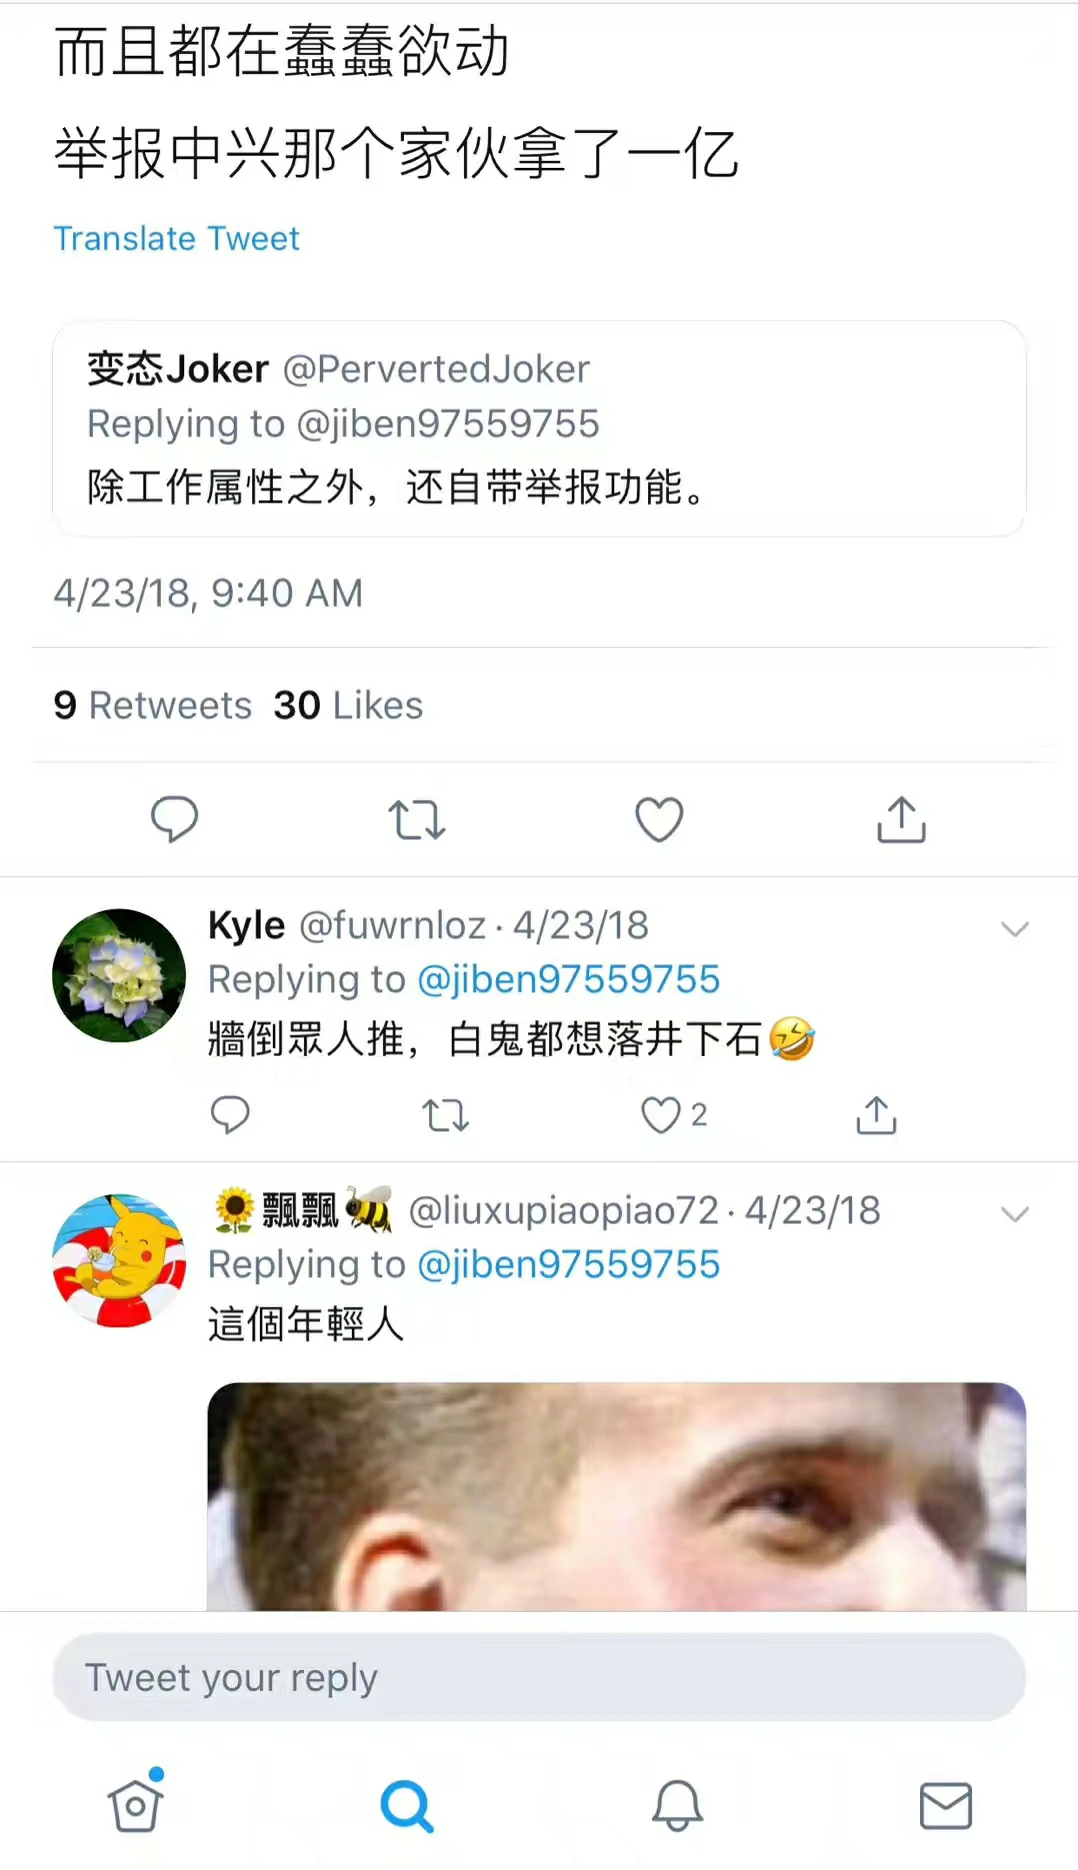 而且都在蠢蠢欲动
举报中兴那个家伙拿了一亿
Translate Tweet
变态Joker @PervertedJoker
Replying to @jiben97559755
除工作属性之外，还自带举报功能。
4/23/18, 9:40 AM
9 Retweets 30 Likes
Kyle @fuwrnloz · 4/23/18
Replying to @jiben97559755
牆倒眾人推，白鬼都想落井下石🤣
2
🌻飄飄🐝 @liuxupiaopiao72 · 4/23/18
Replying to @jiben97559755
這個年輕人
Tweet your reply